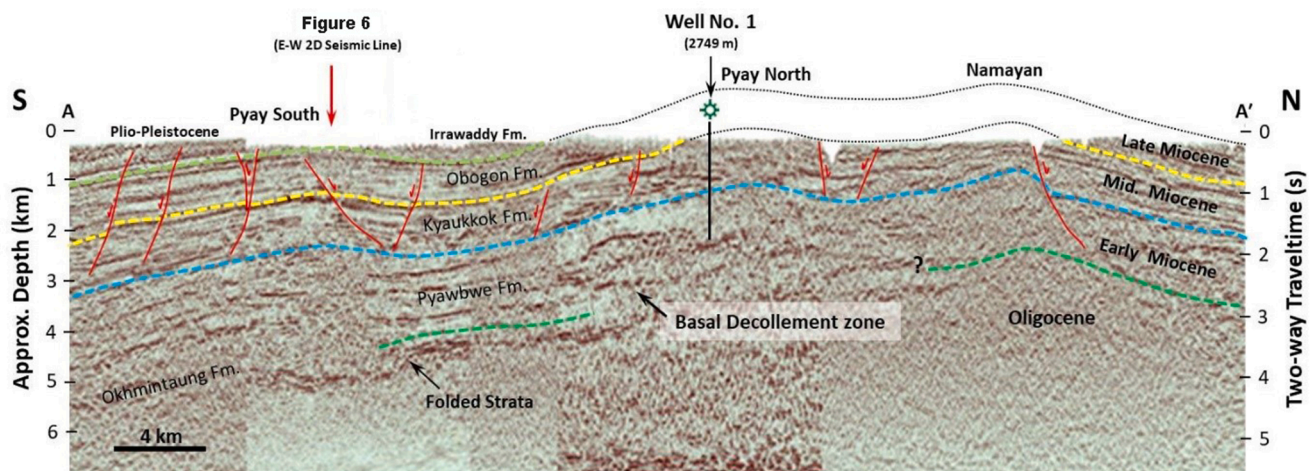 Figure 6
(E-W 2D Seismic Line)
Well No. 1
(2749 m)
S
N
A
A'
Pyay South
Pyay North
Namayan
Plio-Pleistocene
Irrawaddy Fm.
Obogon Fm.
Kyaukkok Fm.
Pyawbwe Fm.
Okhmintaung Fm.
Late Miocene
Mid. Miocene
Early Miocene
Oligocene
?
Basal Decollement zone
Folded Strata
4 km
Approx. Depth (km)
0
1
2
3
4
5
6
Two-way Traveltime (s)
0
1
2
3
4
5